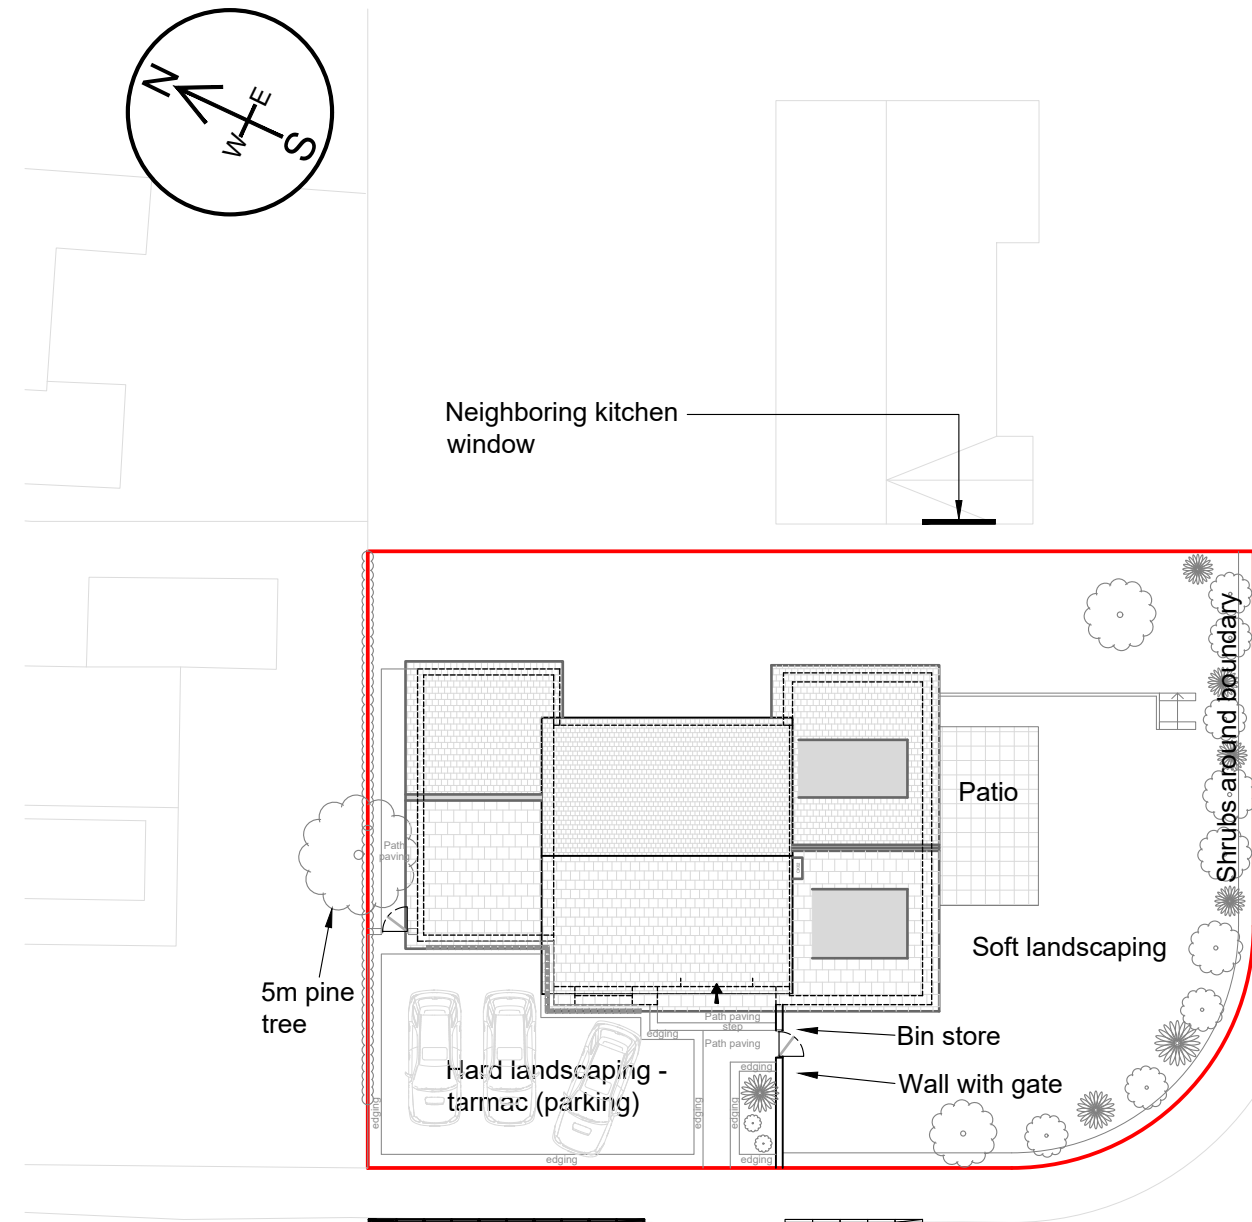 N
E
W
S
Neighboring kitchen
window
Shrubs around boundary
Patio
Path
paving
Soft landscaping
5m pine
tree
Path paving
step
edging
Path paving
Bin store
Hard landscaping -
tarmac (parking)
edging
Wall with gate
edging
edging
edging
edging
edging